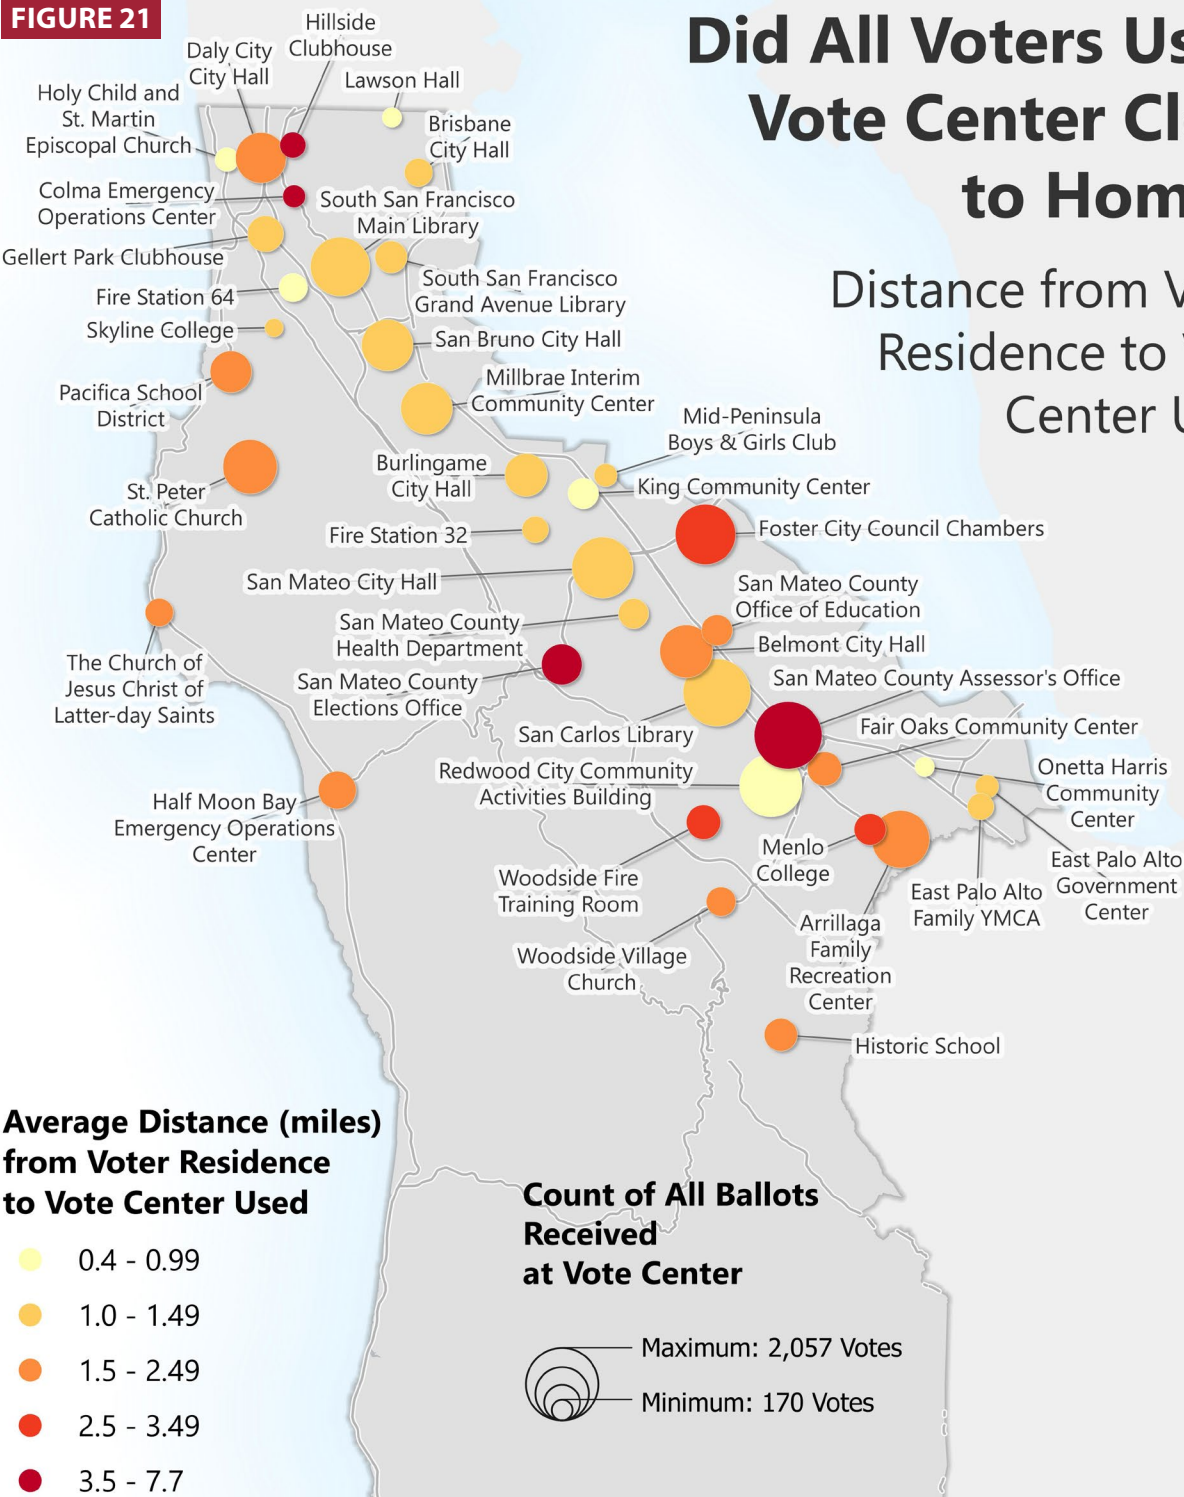 FIGURE 21
Did All Voters Us
Vote Center Cl
to Hom
Distance from V
Residence to
Center U
Hillside
Clubhouse
Daly City
City Hall
Lawson Hall
Holy Child and
St. Martin
Episcopal Church
Brisbane
City Hall
Colma Emergency
Operations Center
South San Francisco
Main Library
Gellert Park Clubhouse
South San Francisco
Grand Avenue Library
Fire Station 64
Skyline College
San Bruno City Hall
Pacifica School
District
Millbrae Interim
Community Center
Mid-Peninsula
Boys & Girls Club
Burlingame
City Hall
King Community Center
St. Peter
Catholic Church
Fire Station 32
Foster City Council Chambers
San Mateo City Hall
San Mateo County
Office of Education
San Mateo County
Health Department
Belmont City Hall
The Church of
Jesus Christ of
Latter-day Saints
San Mateo County
Elections Office
San Mateo County Assessor's Office
San Carlos Library
Fair Oaks Community Center
Redwood City Community
Activities Building
Onetta Harris
Community
Center
Half Moon Bay
Emergency Operations
Center
Menlo
College
East Palo Alto
Government
Center
Woodside Fire
Training Room
East Palo Alto
Family YMCA
Arrillaga
Family
Recreation
Center
Woodside Village
Church
Historic School
Average Distance (miles)
from Voter Residence
to Vote Center Used
0.4 - 0.99
1.0 - 1.49
1.5 - 2.49
2.5 - 3.49
3.5 - 7.7
Count of All Ballots
Received
at Vote Center
Maximum: 2,057 Votes
Minimum: 170 Votes